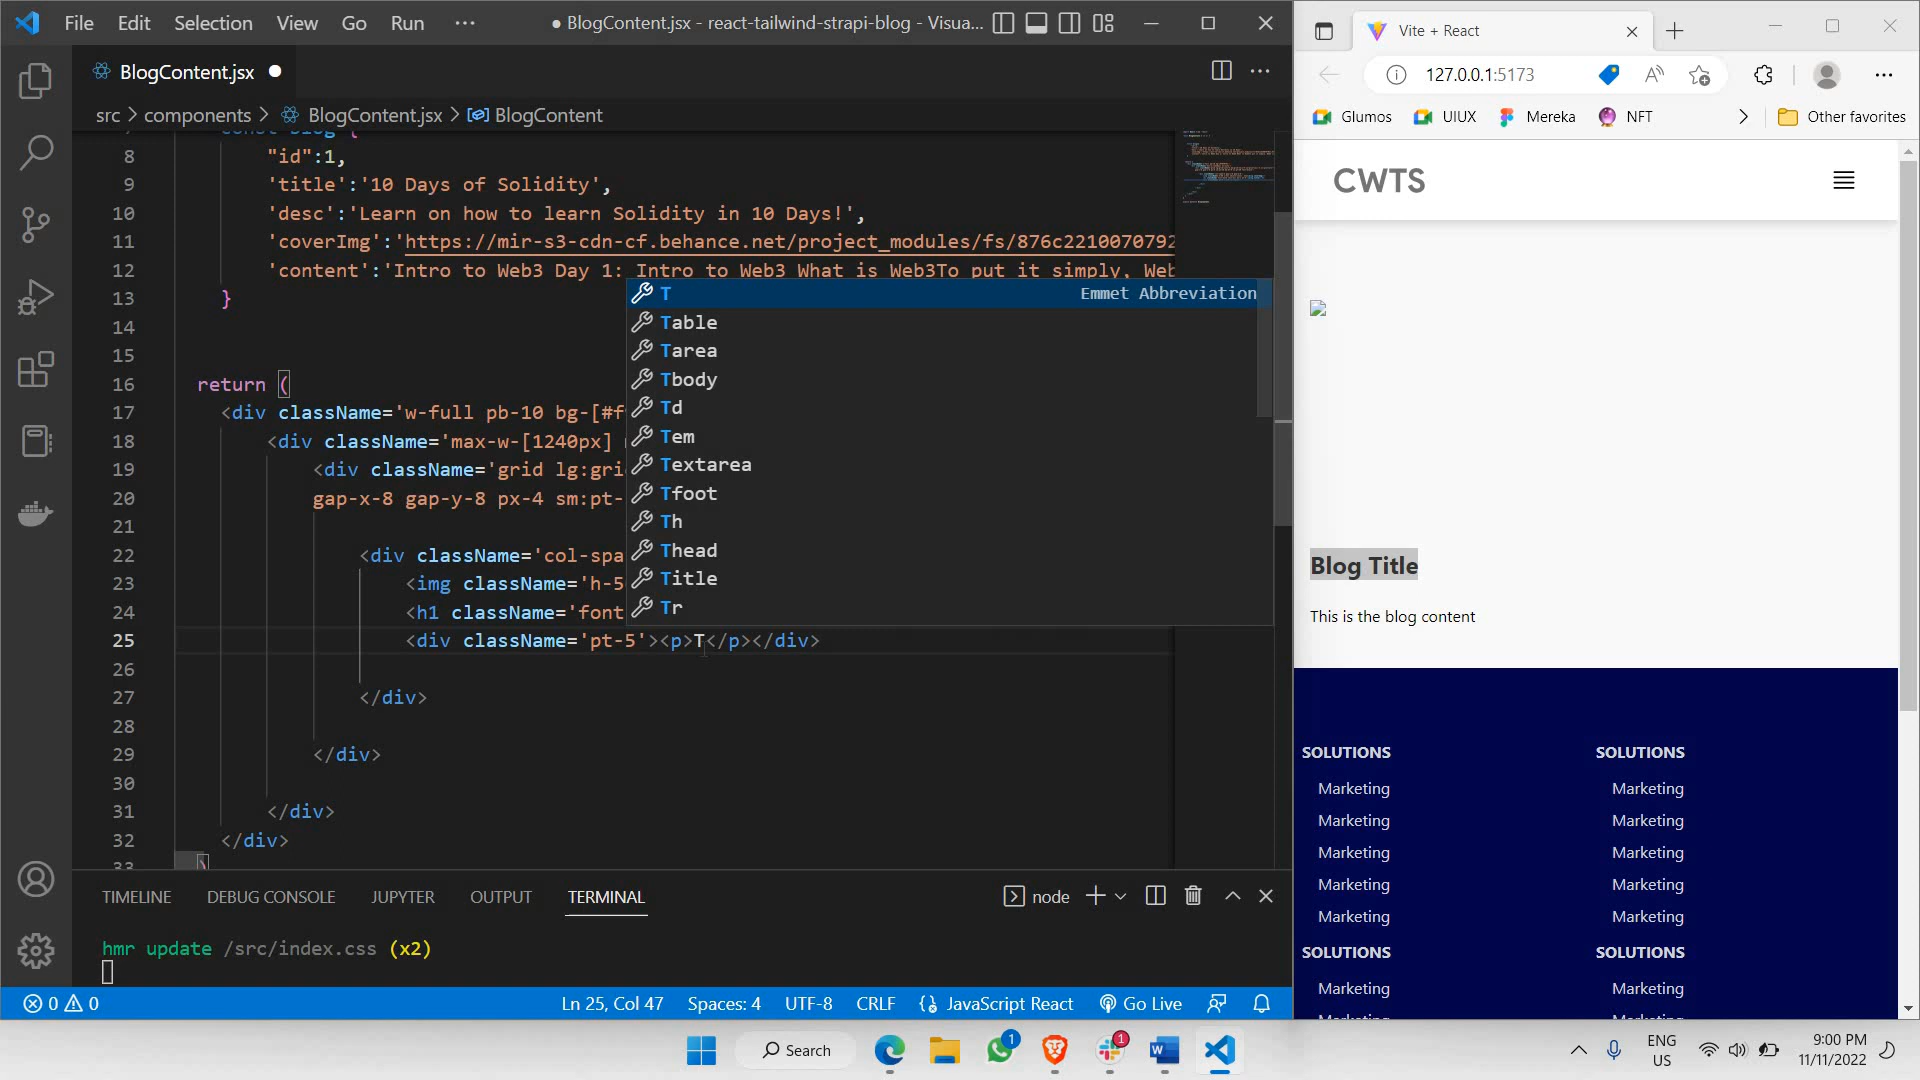 File Edit Selection View Go Run ··· ● BlogContent.jsx - react-tailwind-strapi-blog - Visua...
BlogContent.jsx ●
src > components > BlogContent.jsx > BlogContent
8 "id":1,
9 'title':'10 Days of Solidity',
10 'desc':'Learn on how to learn Solidity in 10 Days!',
11 'coverImg':'https://mir-s3-cdn-cf.behance.net/project_modules/fs/876c2210070792
12 'content':'Intro to Web3 Day 1: Intro to Web3 What is Web3To put it simply, Web
13 }
14
15
16 return (
17 <div className='w-full pb-10 bg-[#f
18 <div className='max-w-[1240px]
19 <div className='grid lg:gri
20 gap-x-8 gap-y-8 px-4 sm:pt-
21
22 <div className='col-spa
23 <img className='h-5
24 <h1 className='font
25 <div className='pt-5'><p>T</p></div>
26
27 </div>
28
29 </div>
30
31 </div>
32 </div>
33 )
T Emmet Abbreviation
Table
Tarea
Tbody
Td
Tem
Textarea
Tfoot
Th
Thead
Title
Tr
TIMELINE DEBUG CONSOLE JUPYTER OUTPUT TERMINAL node
hmr update /src/index.css (x2)
0 0 Ln 25, Col 47 Spaces: 4 UTF-8 CRLF JavaScript React Go Live
Vite + React
127.0.0.1:5173
Glumos UIUX Mereka NFT Other favorites
CWTS
Blog Title
This is the blog content
SOLUTIONS SOLUTIONS
Marketing Marketing
Marketing Marketing
Marketing Marketing
Marketing Marketing
Marketing Marketing
SOLUTIONS SOLUTIONS
Marketing Marketing
Search 1 1 ENG US 9:00 PM
11/11/2022